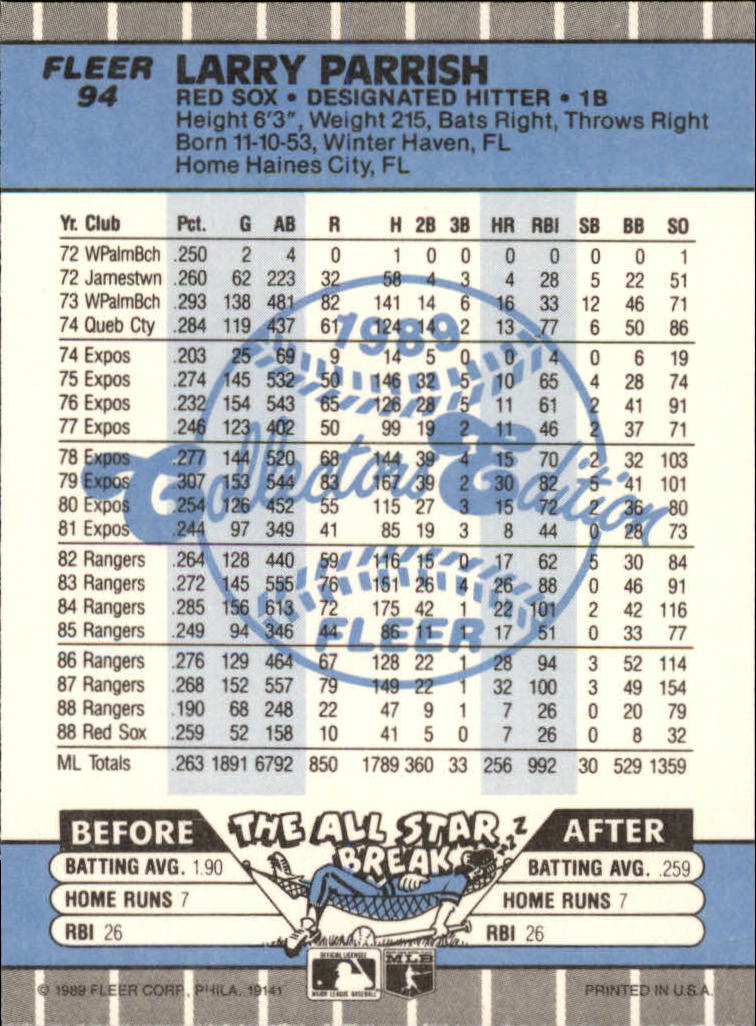 FLEER LARRY PARRISH
94 RED SOX • DESIGNATED HITTER • 1B
Height 6'3", Weight 215, Bats Right, Throws Right
Born 11-10-53, Winter Haven, FL
Home Haines City, FL
Yr. Club Pct. G AB R H 2B 3B HR RBI SB BB SO
72 WPalmBch .250 2 4 0 1 0 0 0 0 0 0 1
72 Jamestwn .260 62 223 32 58 4 3 4 28 5 22 51
73 WPalmBch .293 138 481 82 141 14 6 16 33 12 46 71
74 Queb Cty .284 119 437 61 124 14 2 13 77 6 50 86
74 Expos .203 25 69 9 14 5 0 0 4 0 6 19
75 Expos .274 145 532 50 146 32 5 10 65 4 28 74
76 Expos .232 154 543 65 126 28 5 11 61 2 41 91
77 Expos .246 123 402 50 99 19 2 11 46 2 37 71
78 Expos .277 144 520 68 144 39 4 15 70 2 32 103
79 Expos .307 153 544 83 167 39 2 30 82 5 41 101
80 Expos .254 126 452 55 115 27 3 15 72 2 36 80
81 Expos .244 97 349 41 85 19 3 8 44 0 28 73
82 Rangers .264 128 440 59 116 15 0 17 62 5 30 84
83 Rangers .272 145 555 76 151 26 4 26 88 0 46 91
84 Rangers .285 156 613 72 175 42 1 22 101 2 42 116
85 Rangers .249 94 346 44 86 11 1 17 51 0 33 77
86 Rangers .276 129 464 67 128 22 1 28 94 3 52 114
87 Rangers .268 152 557 79 149 22 1 32 100 3 49 154
88 Rangers .190 68 248 22 47 9 1 7 26 0 20 79
88 Red Sox .259 52 158 10 41 5 0 7 26 0 8 32
ML Totals .263 1891 6792 850 1789 360 33 256 992 30 529 1359
1989
Collectors' Edition
FLEER
BEFORE THE ALL STAR BREAK AFTER
ZZZ
BATTING AVG. 1.90 BATTING AVG. .259
HOME RUNS 7 HOME RUNS 7
RBI 26 RBI 26
OFFICIAL LICENSEE
MAJOR LEAGUE BASEBALL
MLB
© 1989 FLEER CORP., PHILA. 19141 PRINTED IN U.S.A.